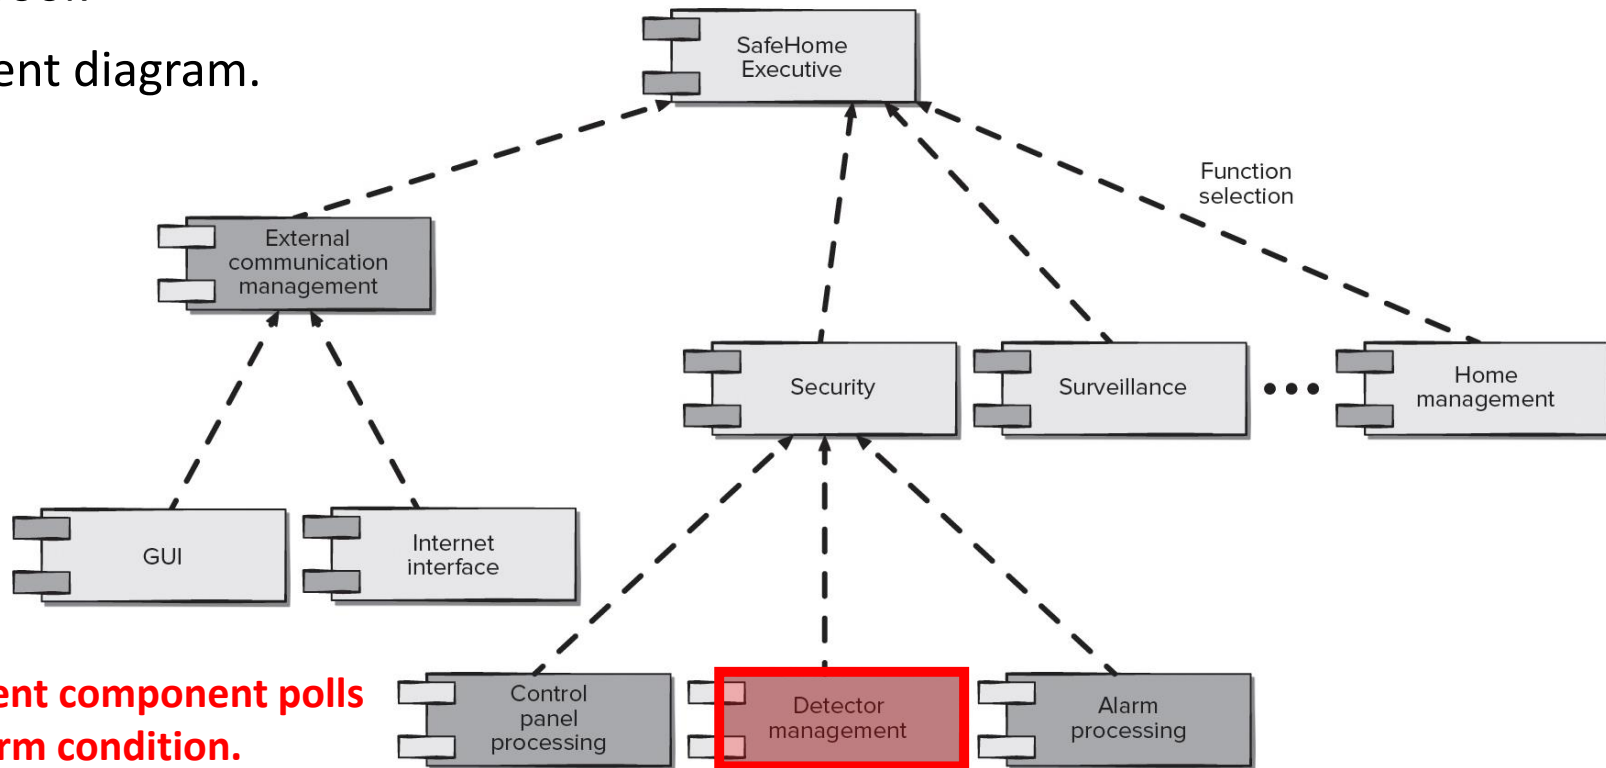 ent diagram.
SafeHome
Executive
Function
selection
External
communication
management
Security
Surveillance
Home
management
GUI
Internet
interface
ent component polls
rm condition.
Control
panel
processing
Detector
management
Alarm
processing